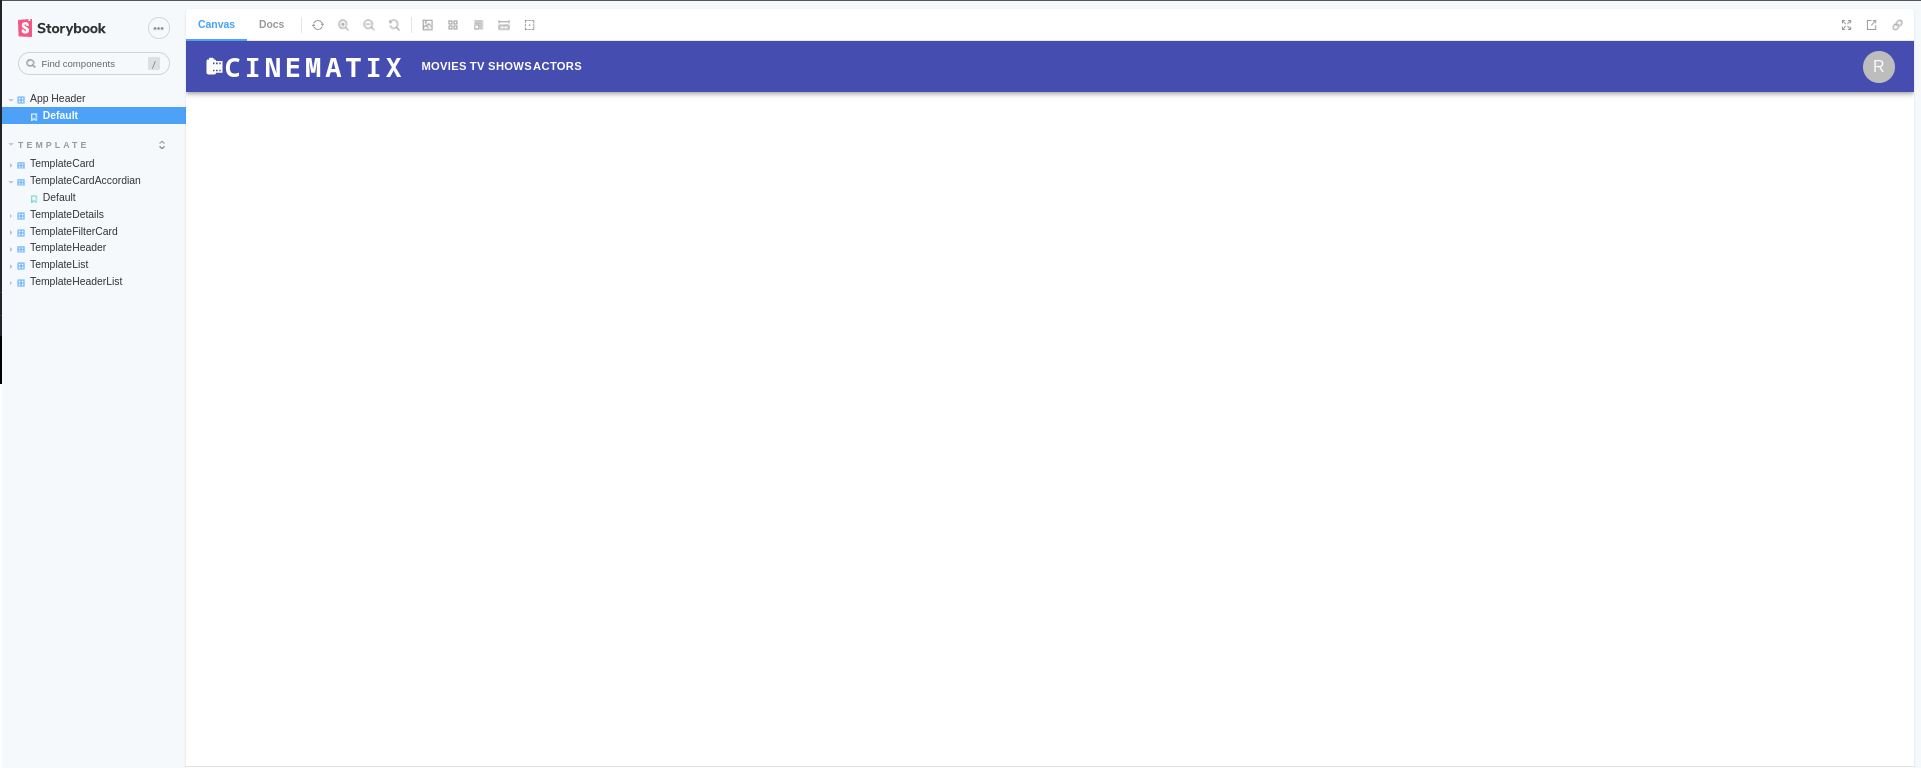 Storybook
Find components /
App Header
Default
TEMPLATE
TemplateCard
TemplateCardAccordian
Default
TemplateDetails
TemplateFilterCard
TemplateHeader
TemplateList
TemplateHeaderList
Canvas Docs
CINEMATIX MOVIES TV SHOWS ACTORS R